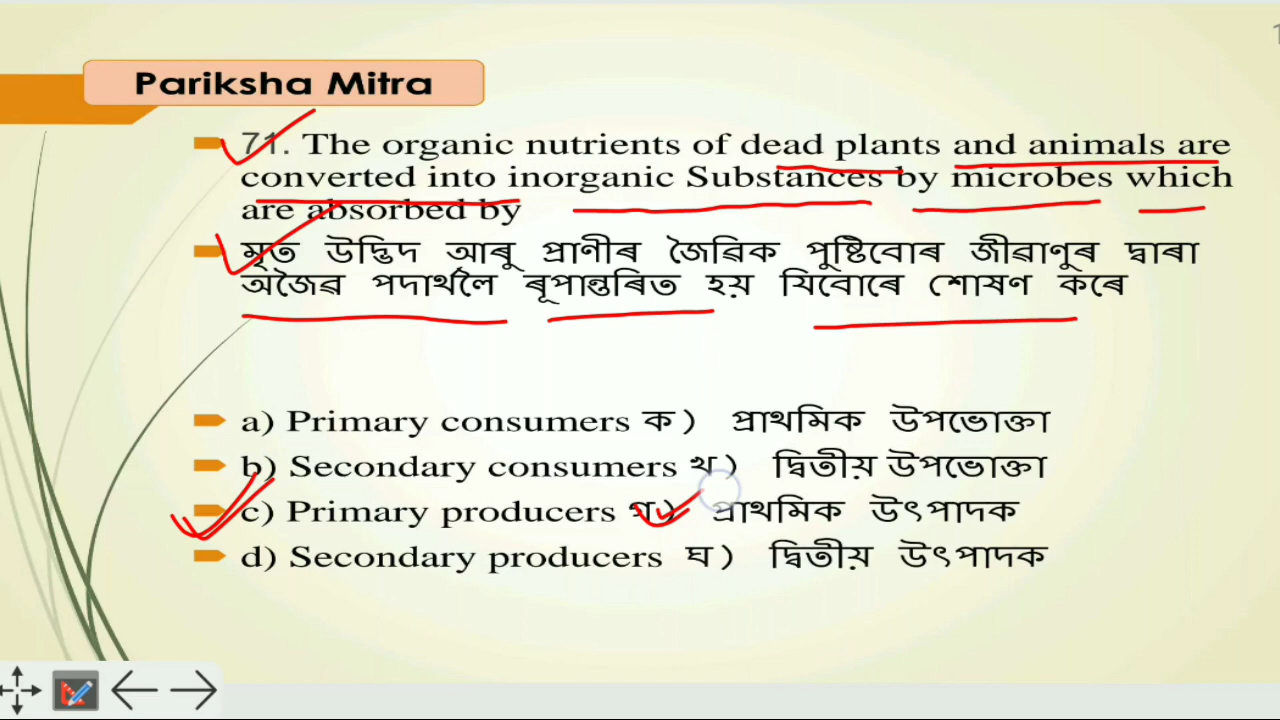 Pariksha Mitra
71. The organic nutrients of dead plants and animals are
converted into inorganic Substances by microbes which
are absorbed by
মৃত উদ্ভিদ আৰু প্ৰাণীৰ জৈৱিক পুষ্টিবোৰ জীৱাণুৰ দ্বাৰা
অজৈৱ পদাৰ্থলৈ ৰূপান্তৰিত হয় যিবোৰে শোষণ কৰে
a) Primary consumers ক) প্ৰাথমিক উপভোক্তা
b) Secondary consumers খ) দ্বিতীয় উপভোক্তা
c) Primary producers গ) প্ৰাথমিক উৎপাদক
d) Secondary producers ঘ) দ্বিতীয় উৎপাদক